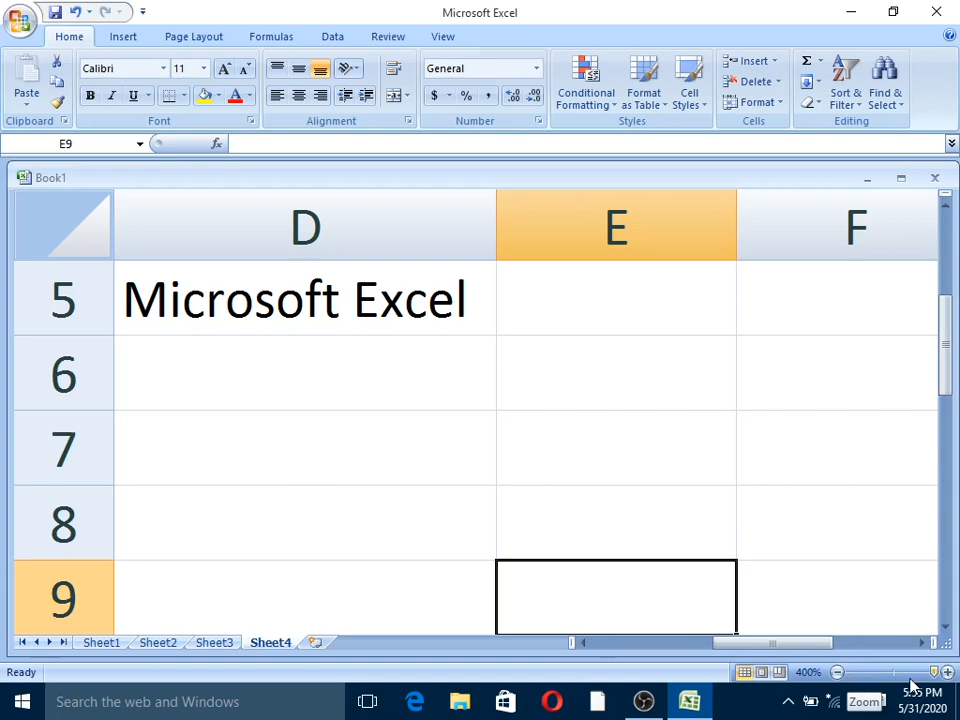 Microsoft Excel
Home Insert Page Layout Formulas Data Review View
Paste
Calibri 11
B I U
General
$ % ,
Conditional Formatting
Format as Table
Cell Styles
Insert
Delete
Format
Σ
Sort & Filter
Find & Select
Clipboard Font Alignment Number Styles Cells Editing
E9 fx
Book1
D E F
5 Microsoft Excel
6
7
8
9
Sheet1 Sheet2 Sheet3 Sheet4
Ready 400%
Search the web and Windows
Zoom
PM
5/31/2020